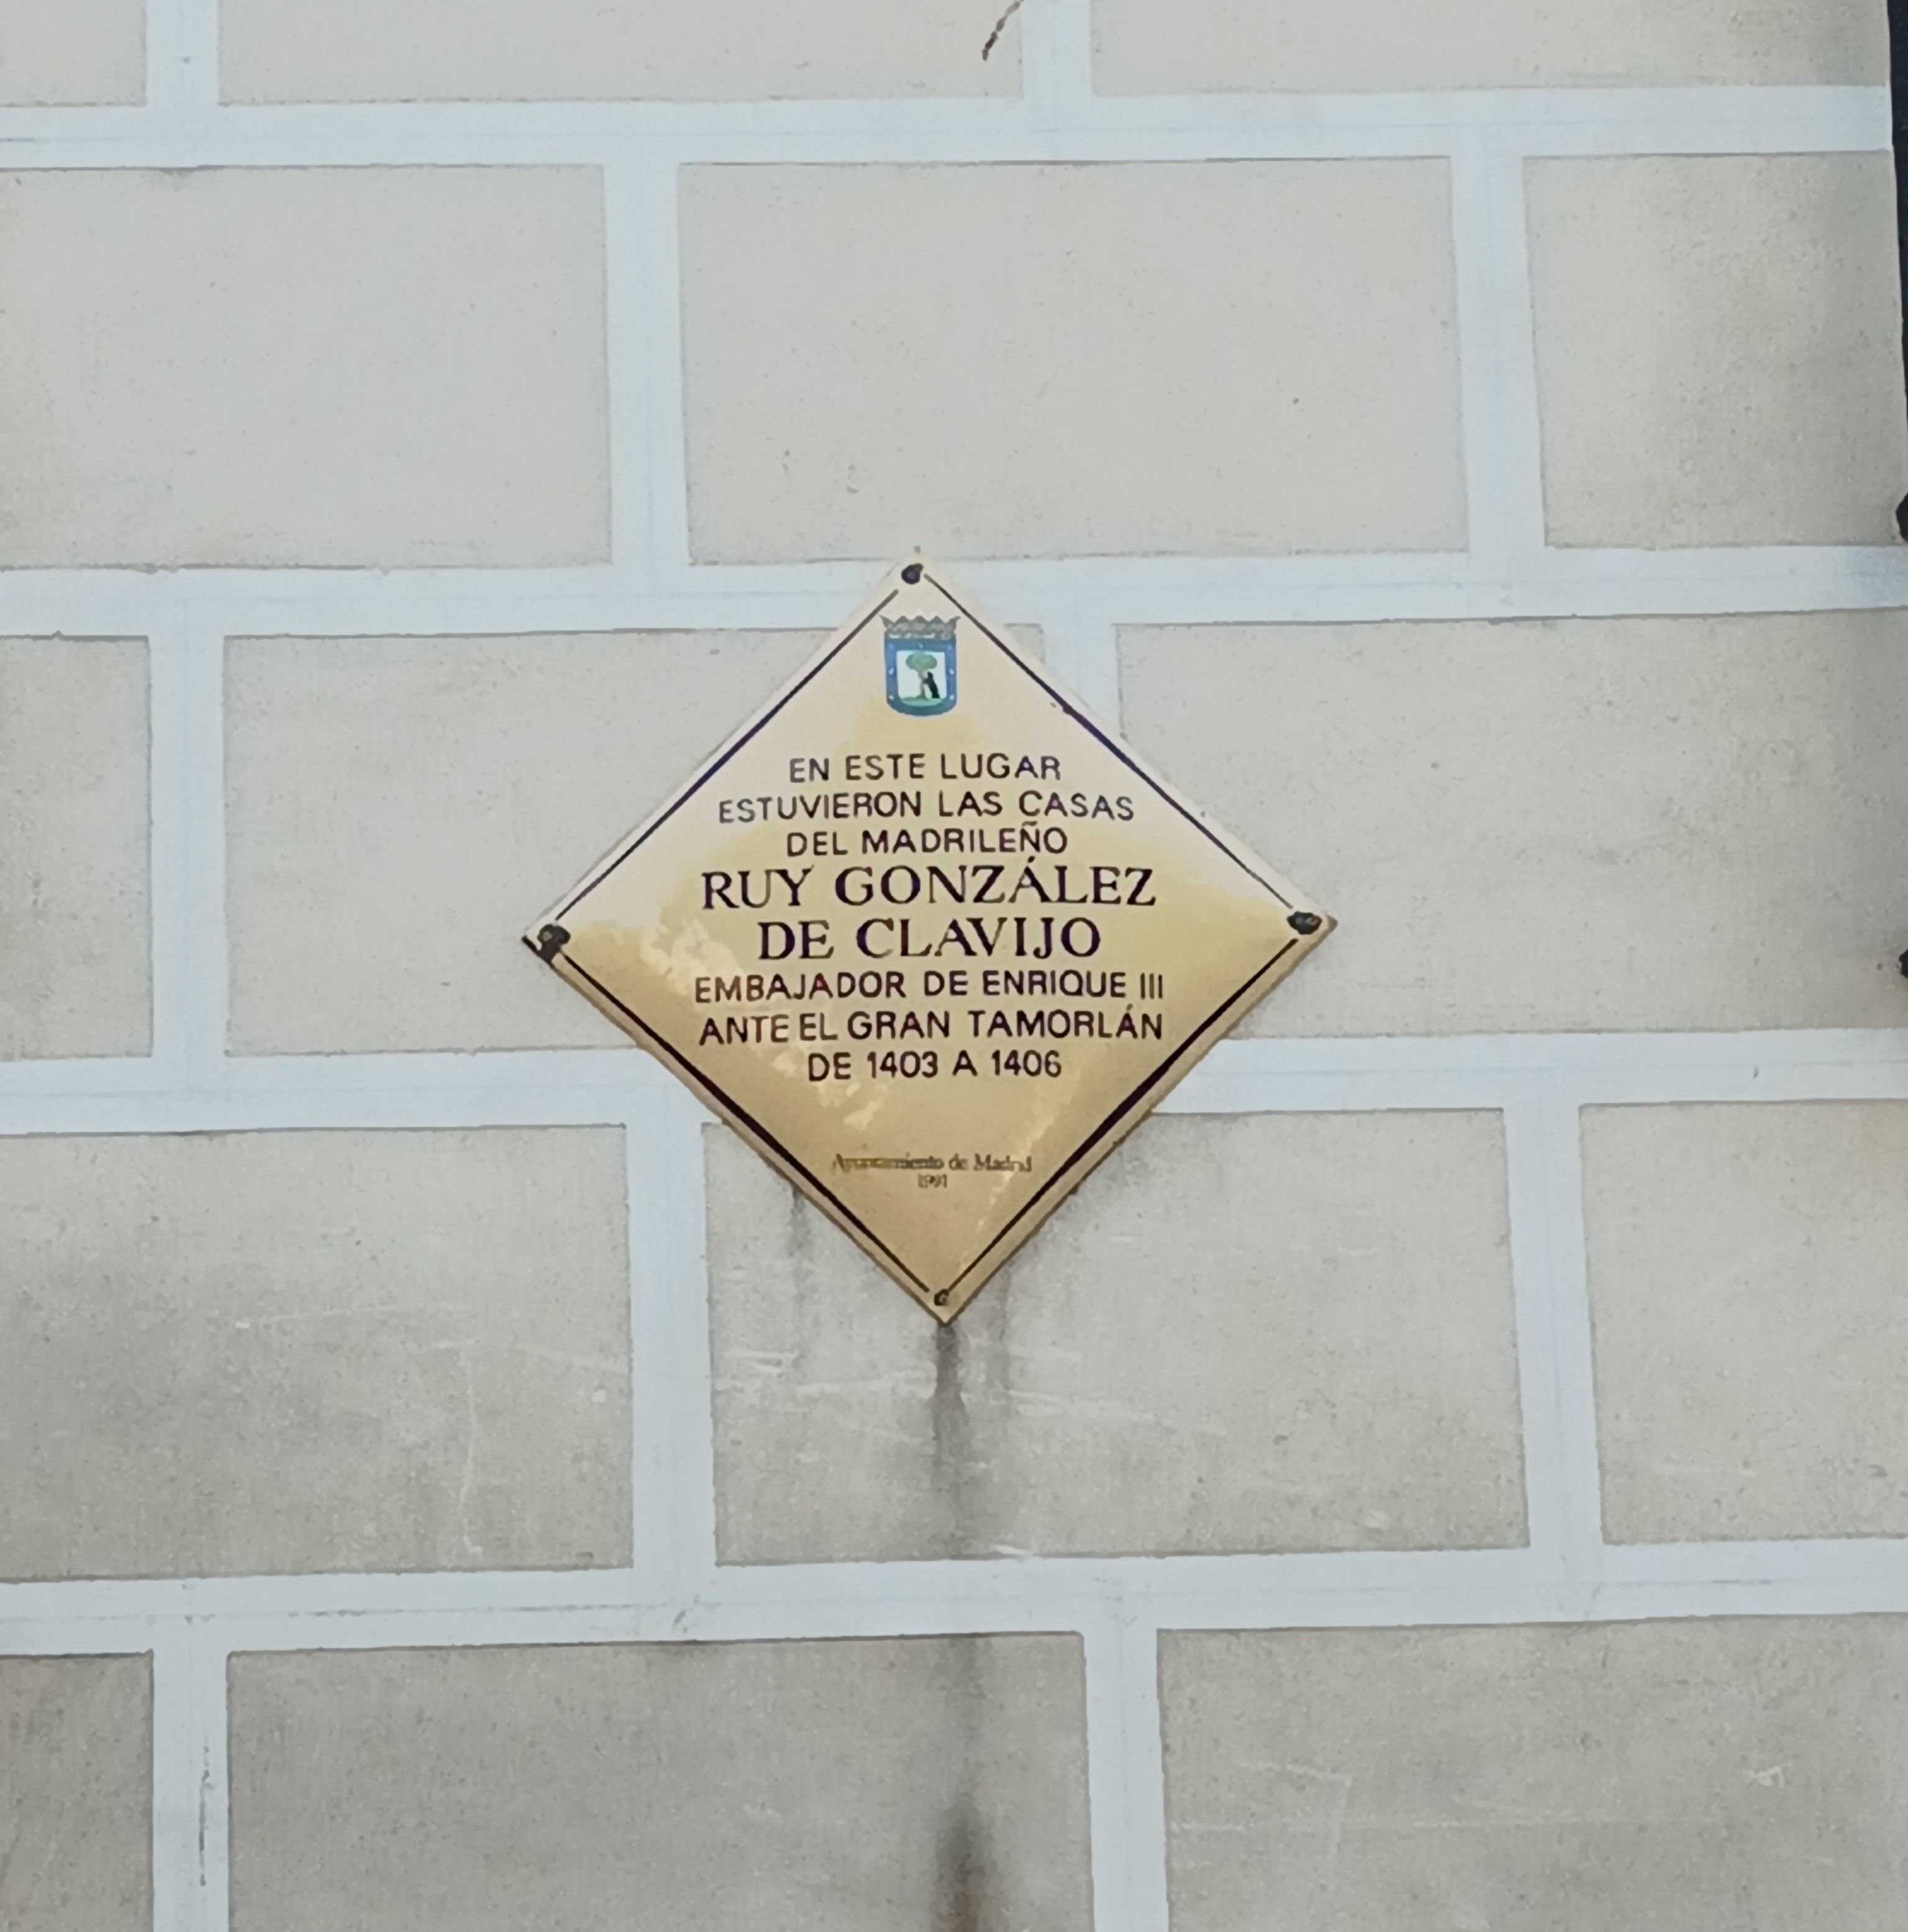 EN ESTE LUGAR
ESTUVIERON LAS CASAS
DEL MADRILEÑO
RUY GONZÁLEZ
DE CLAVIJO
EMBAJADOR DE ENRIQUE III
ANTE EL GRAN TAMORLÁN
DE 1403 A 1406
Ayuntamiento de Madrid
1991